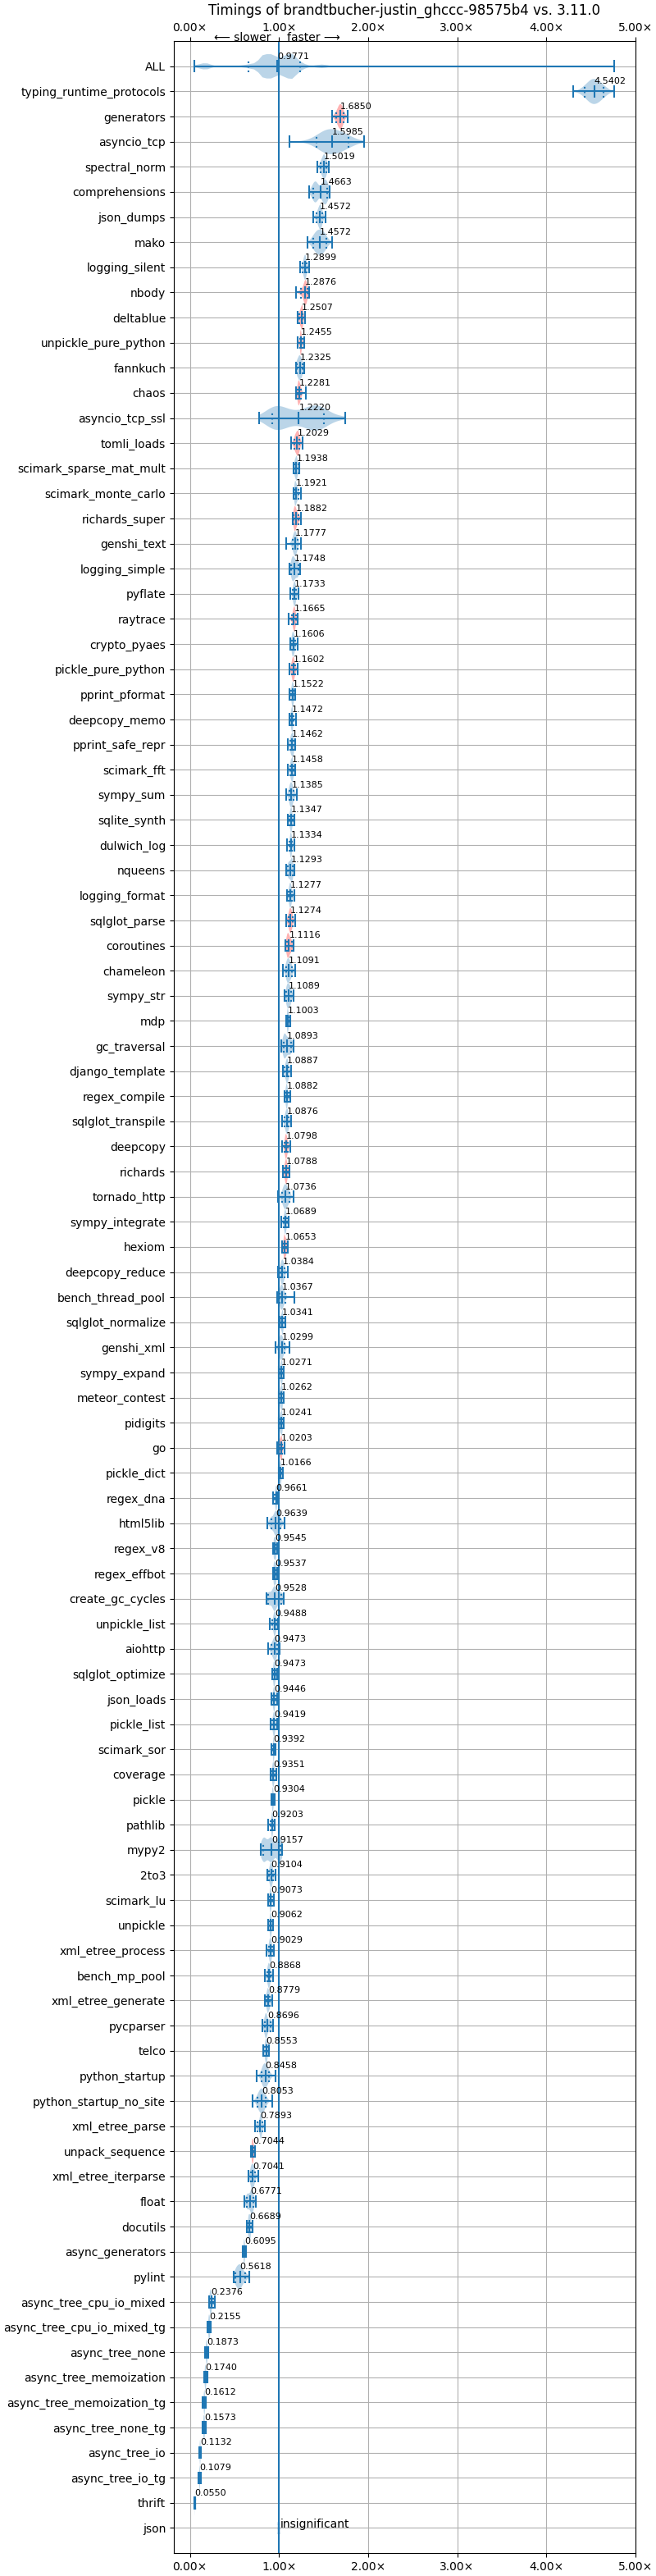 Timings of brandtbucher-justin_ghccc-98575b4 vs. 3.11.0
0.00× 1.00× 2.00× 3.00× 4.00× 5.00×
⟵ slower faster ⟶
ALL 0.9771
typing_runtime_protocols 4.5402
generators 1.6850
asyncio_tcp 1.5985
spectral_norm 1.5019
comprehensions 1.4663
json_dumps 1.4572
mako 1.4572
logging_silent 1.2899
nbody 1.2876
deltablue 1.2507
unpickle_pure_python 1.2455
fannkuch 1.2325
chaos 1.2281
asyncio_tcp_ssl 1.2220
tomli_loads 1.2029
scimark_sparse_mat_mult 1.1938
scimark_monte_carlo 1.1921
richards_super 1.1882
genshi_text 1.1777
logging_simple 1.1748
pyflate 1.1733
raytrace 1.1665
crypto_pyaes 1.1606
pickle_pure_python 1.1602
pprint_pformat 1.1522
deepcopy_memo 1.1472
pprint_safe_repr 1.1462
scimark_fft 1.1458
sympy_sum 1.1385
sqlite_synth 1.1347
dulwich_log 1.1334
nqueens 1.1293
logging_format 1.1277
sqlglot_parse 1.1274
coroutines 1.1116
chameleon 1.1091
sympy_str 1.1089
mdp 1.1003
gc_traversal 1.0893
django_template 1.0887
regex_compile 1.0882
sqlglot_transpile 1.0876
deepcopy 1.0798
richards 1.0788
tornado_http 1.0736
sympy_integrate 1.0689
hexiom 1.0653
deepcopy_reduce 1.0384
bench_thread_pool 1.0367
sqlglot_normalize 1.0341
genshi_xml 1.0299
sympy_expand 1.0271
meteor_contest 1.0262
pidigits 1.0241
go 1.0203
pickle_dict 1.0166
regex_dna 0.9661
html5lib 0.9639
regex_v8 0.9545
regex_effbot 0.9537
create_gc_cycles 0.9528
unpickle_list 0.9488
aiohttp 0.9473
sqlglot_optimize 0.9473
json_loads 0.9446
pickle_list 0.9419
scimark_sor 0.9392
coverage 0.9351
pickle 0.9304
pathlib 0.9203
mypy2 0.9157
2to3 0.9104
scimark_lu 0.9073
unpickle 0.9062
xml_etree_process 0.9029
bench_mp_pool 0.8868
xml_etree_generate 0.8779
pycparser 0.8696
telco 0.8553
python_startup 0.8458
python_startup_no_site 0.8053
xml_etree_parse 0.7893
unpack_sequence 0.7044
xml_etree_iterparse 0.7041
float 0.6771
docutils 0.6689
async_generators 0.6095
pylint 0.5618
async_tree_cpu_io_mixed 0.2376
async_tree_cpu_io_mixed_tg 0.2155
async_tree_none 0.1873
async_tree_memoization 0.1740
async_tree_memoization_tg 0.1612
async_tree_none_tg 0.1573
async_tree_io 0.1132
async_tree_io_tg 0.1079
thrift 0.0550
json insignificant
0.00× 1.00× 2.00× 3.00× 4.00× 5.00×